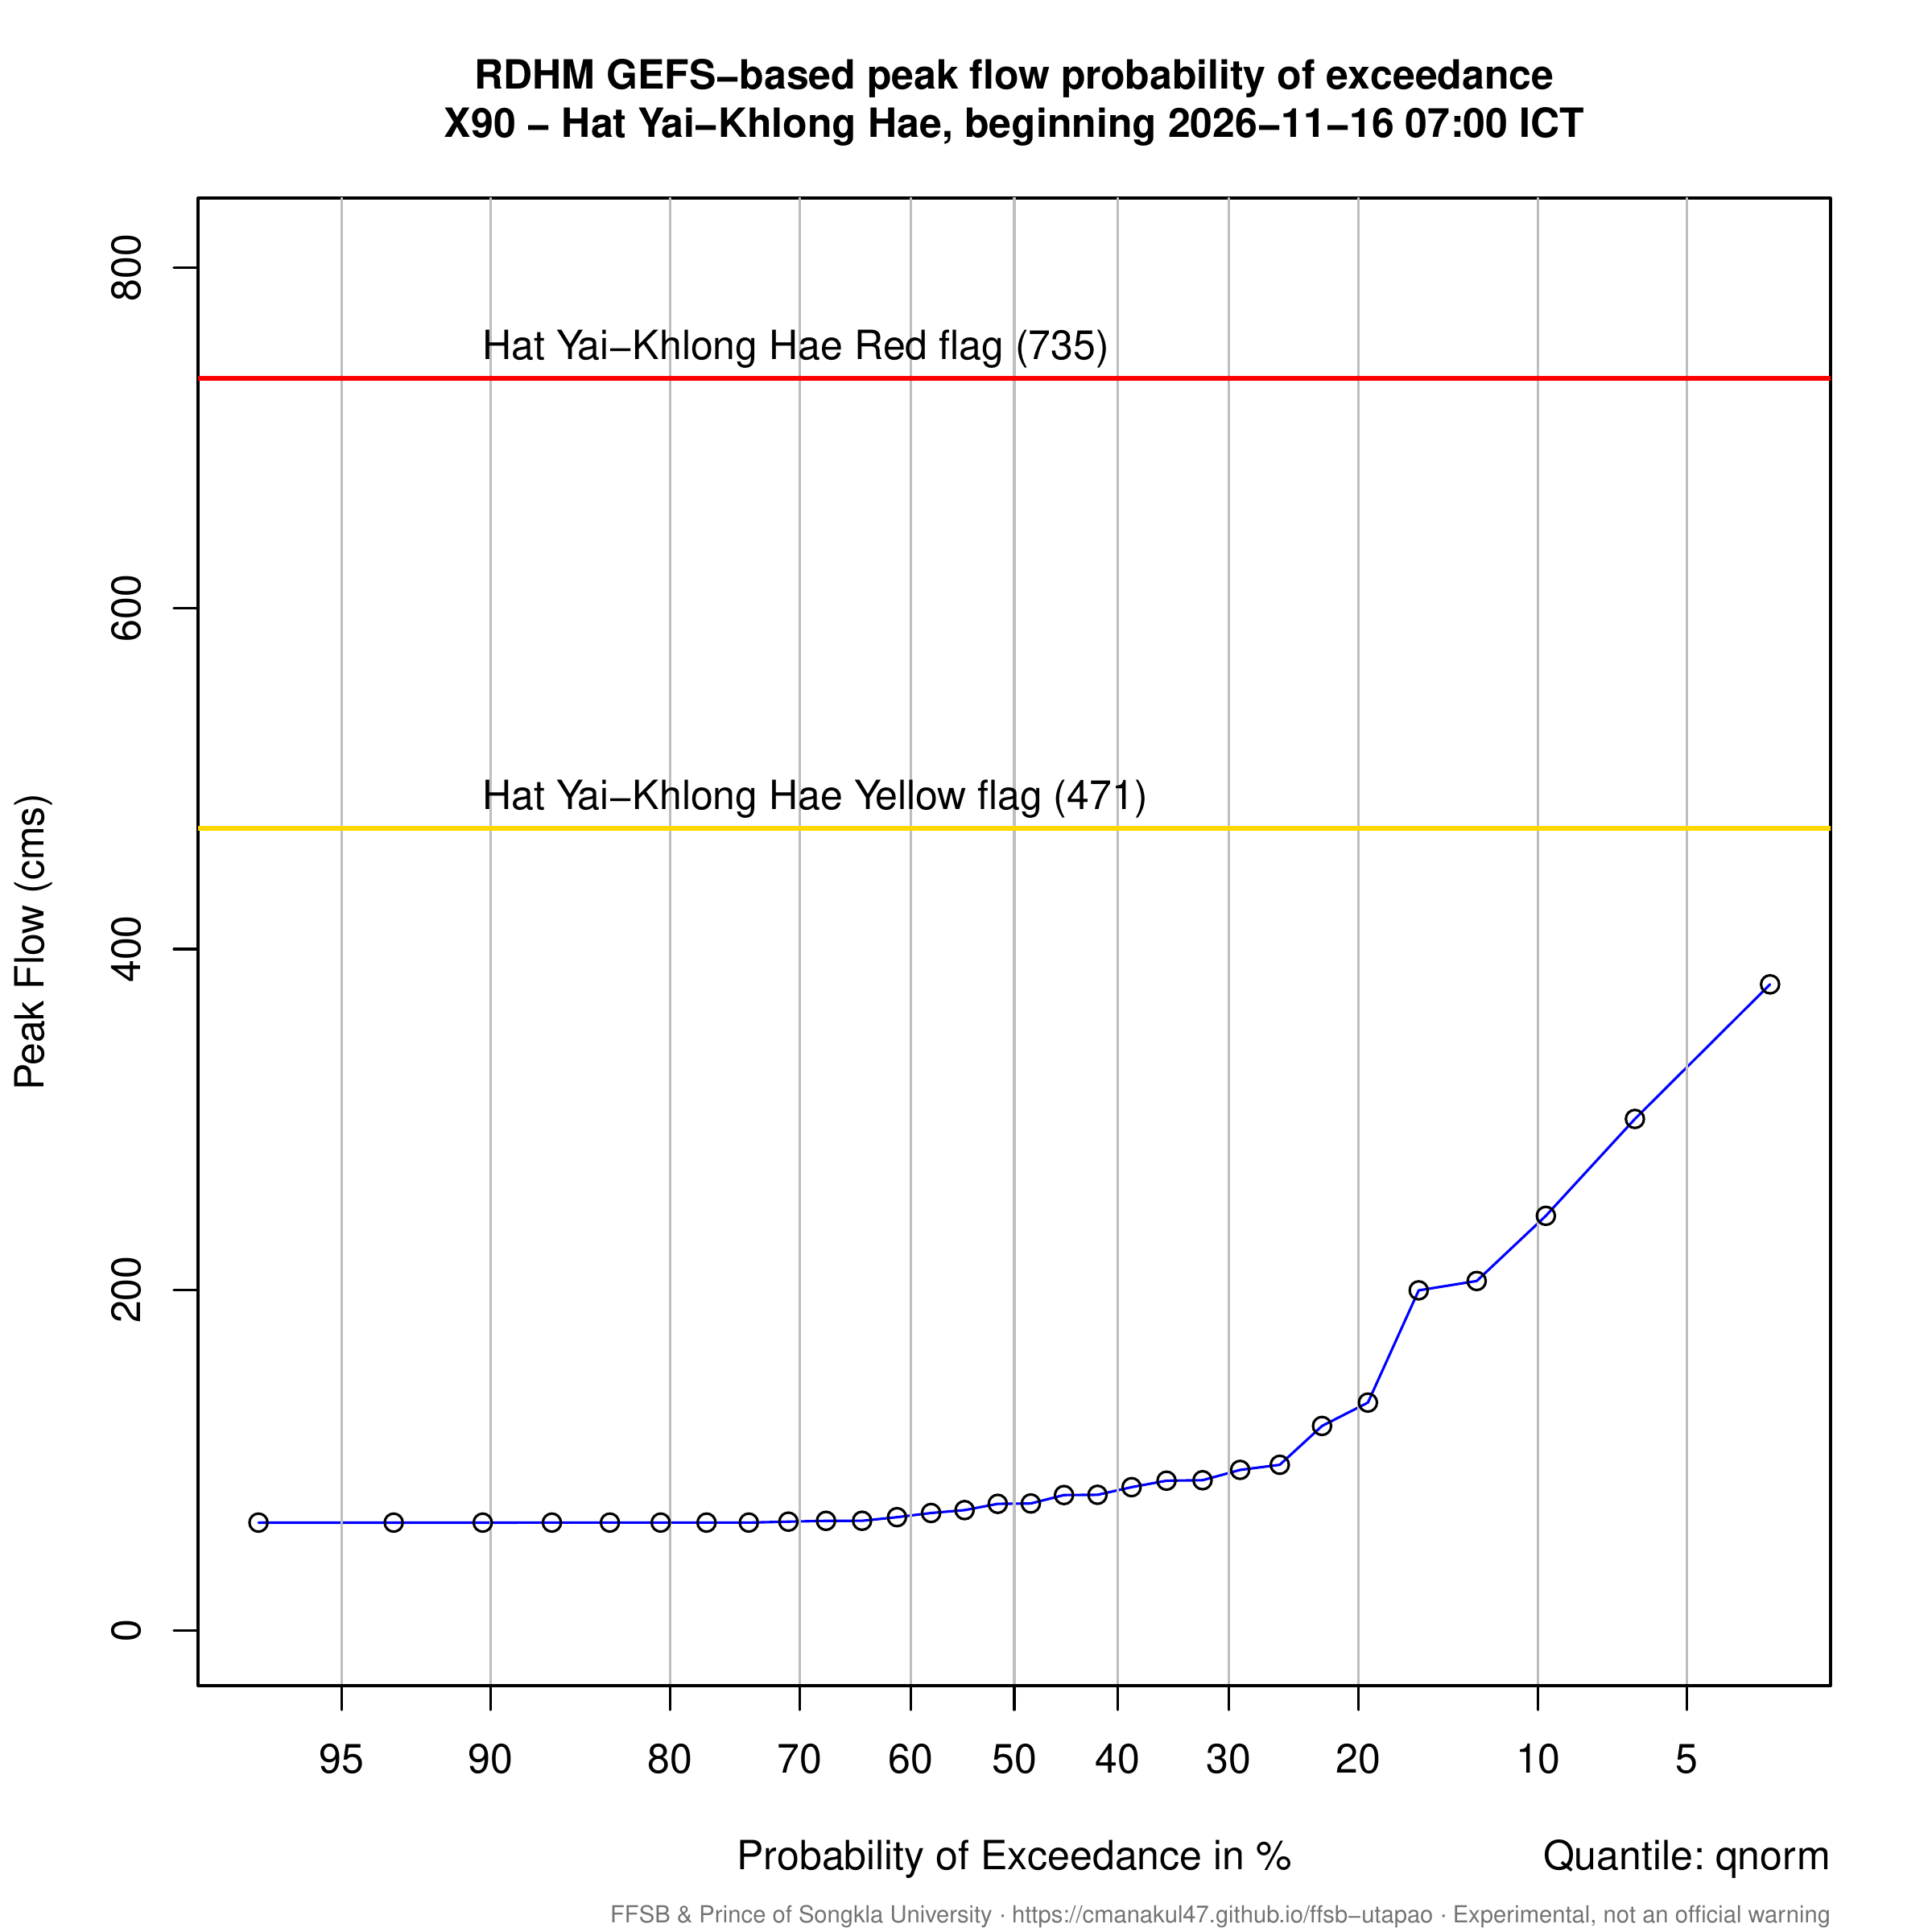 RDHM GEFS–based peak flow probability of exceedance
X90 – Hat Yai–Khlong Hae, beginning 2026–11–16 07:00 ICT
800
Hat Yai–Khlong Hae Red flag (735)
600
Hat Yai–Khlong Hae Yellow flag (471)
400
200
0
Peak Flow (cms)
95 90 80 70 60 50 40 30 20 10 5
Probability of Exceedance in % Quantile: qnorm
FFSB & Prince of Songkla University · https://cmanakul47.github.io/ffsb–utapao · Experimental, not an official warning